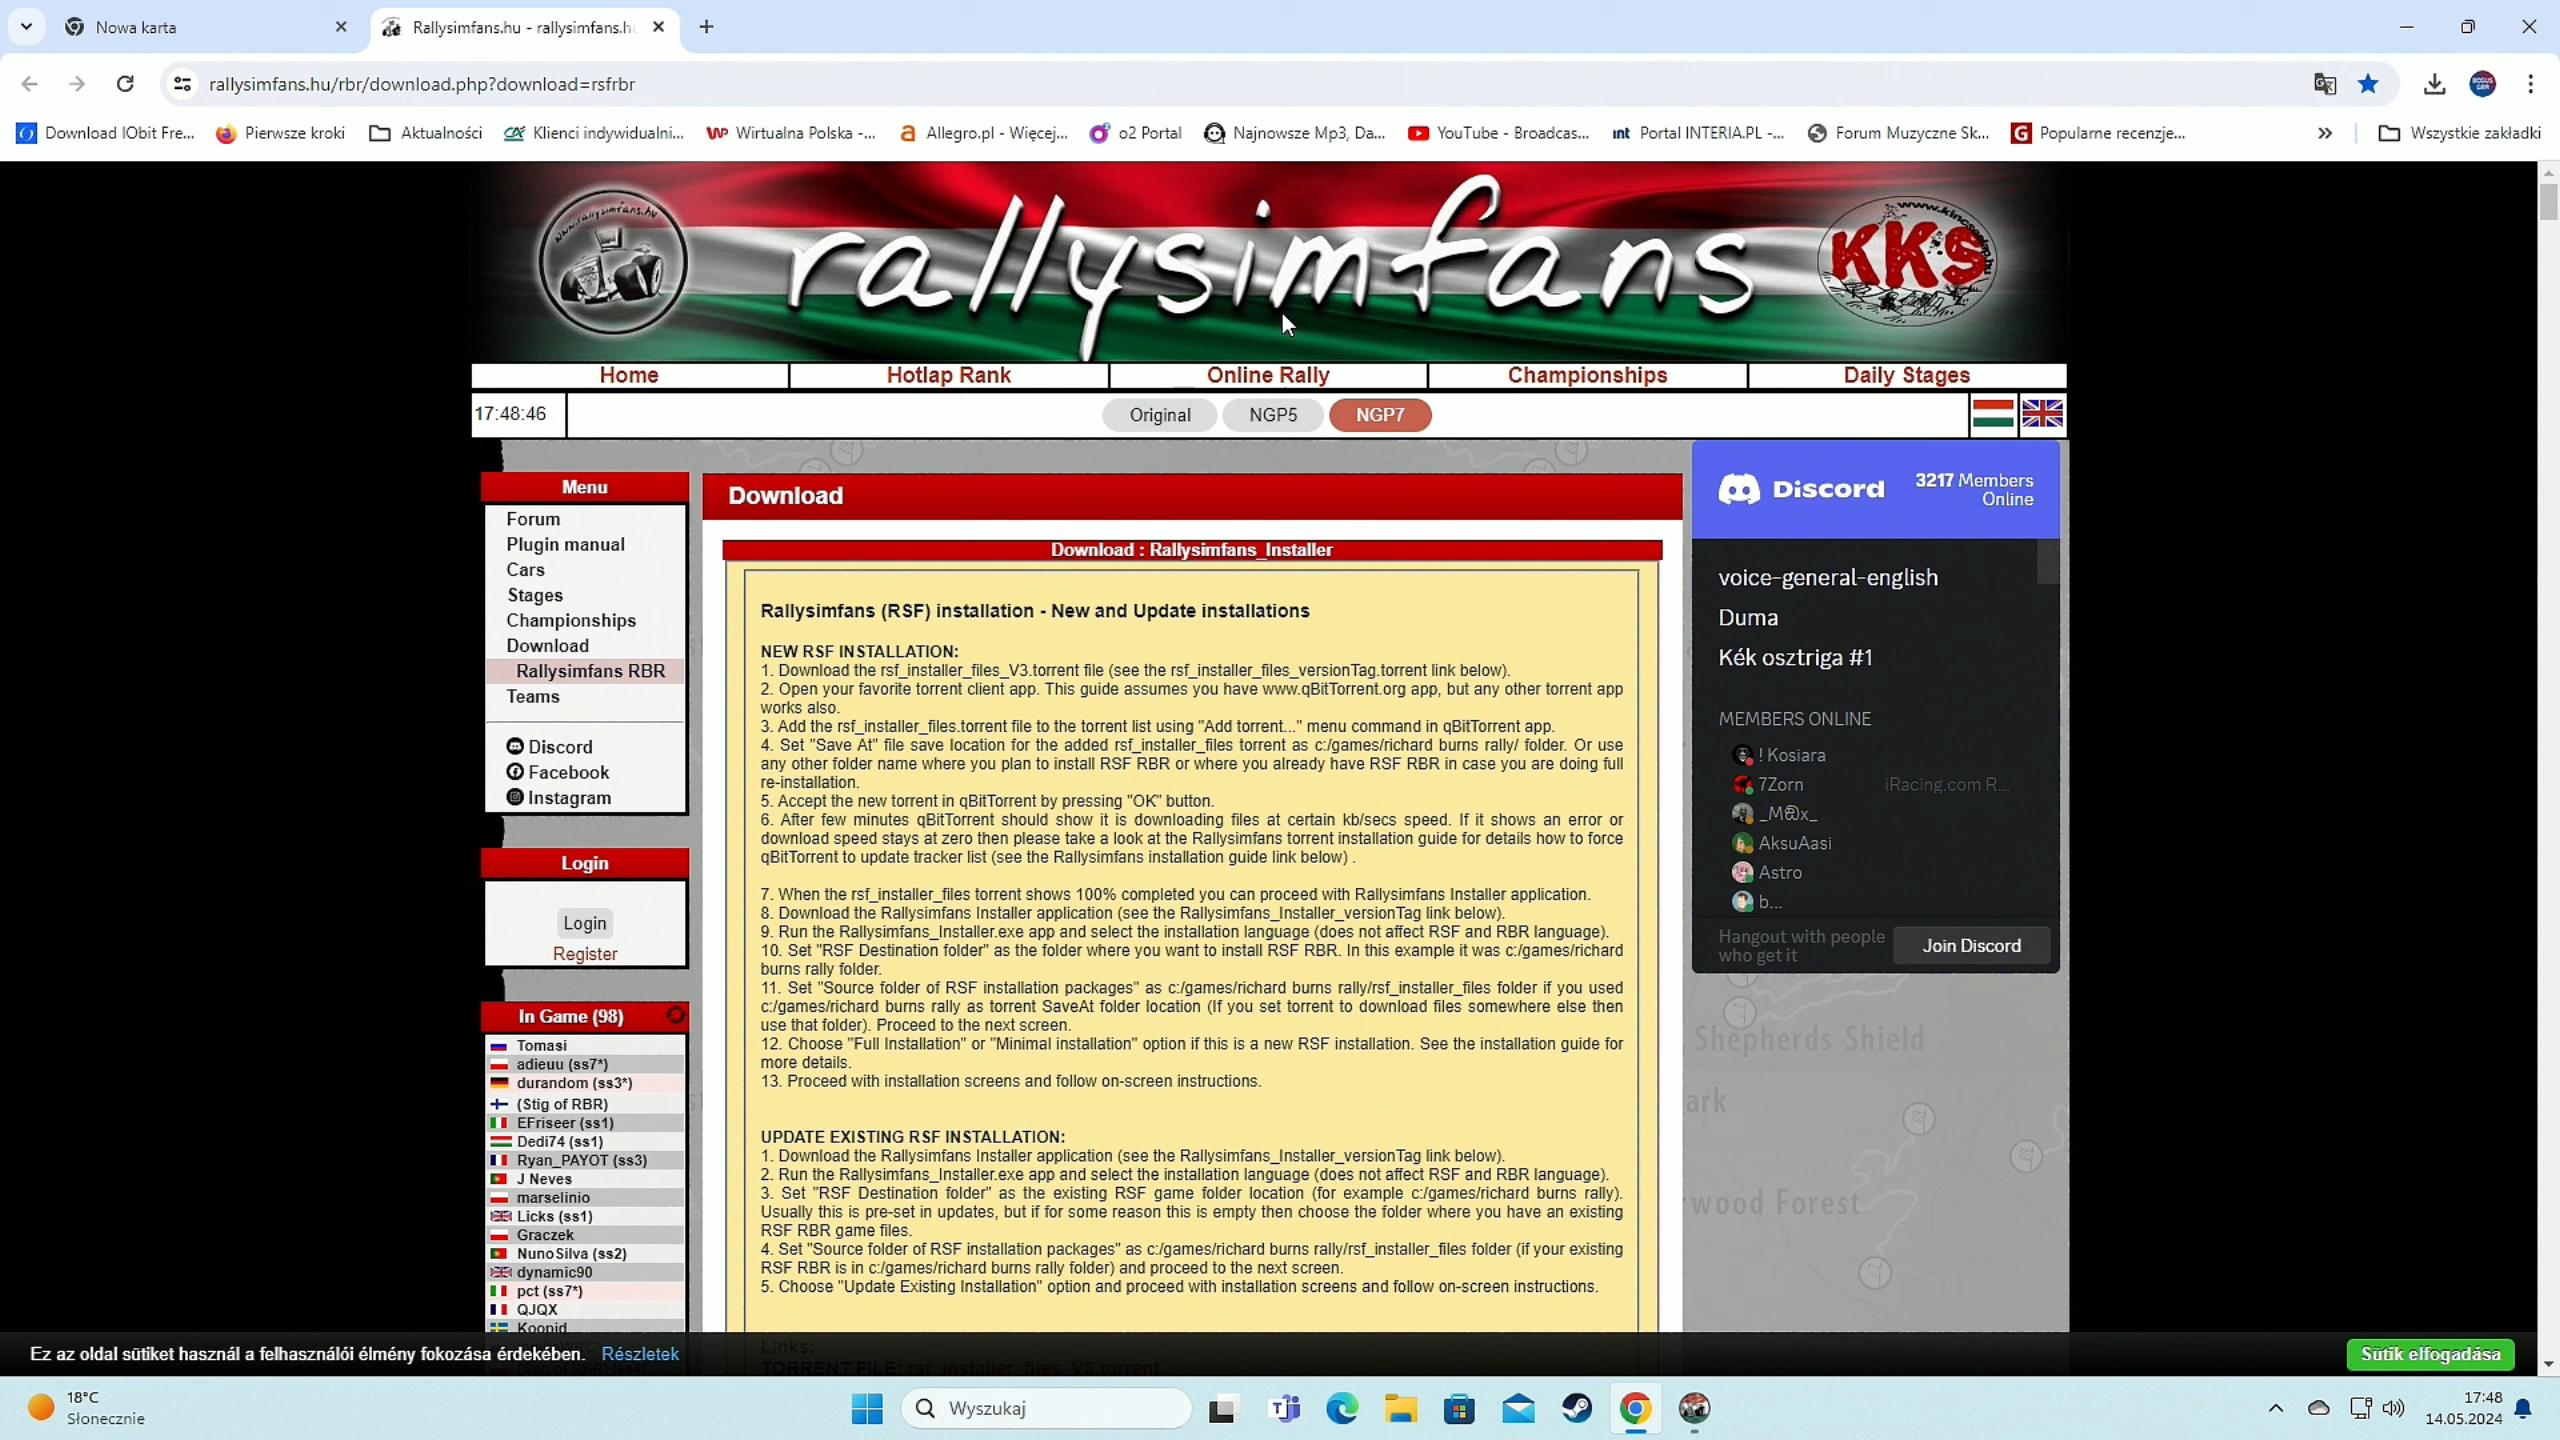 Nowa karta
Rallysimfans.hu - rallysimfans.h
rallysimfans.hu/rbr/download.php?download=rsfrbr
Download IObit Fre...
Pierwsze kroki
Aktualności
Klienci indywidualni...
Wirtualna Polska -...
Allegro.pl - Więcej...
o2 Portal
Najnowsze Mp3, Da...
YouTube - Broadcas...
int Portal INTERIA.PL -...
Forum Muzyczne Sk...
Popularne recenzje...
»
Wszystkie zakładki
www.rallysimfans.hu
rallysimfans
KKS
Home
Hotlap Rank
Online Rally
Championships
Daily Stages
17:48:46
Original
NGP5
NGP7
Menu
Forum
Plugin manual
Cars
Stages
Championships
Download
Rallysimfans RBR
Teams
Discord
Facebook
Instagram
Login
Login
Register
In Game (98)
Tomasi
adieuu (ss7*)
durandom (ss3*)
(Stig of RBR)
EFriseer (ss1)
Dedi74 (ss1)
Ryan_PAYOT (ss3)
J Neves
marselinio
Licks (ss1)
Graczek
NunoSilva (ss2)
dynamic90
pct (ss7*)
QJQX
Koopid
Download
Download : Rallysimfans_Installer
Rallysimfans (RSF) installation - New and Update installations
NEW RSF INSTALLATION:
1. Download the rsf_installer_files_V3.torrent file (see the rsf_installer_files_versionTag.torrent link below).
2. Open your favorite torrent client app. This guide assumes you have www.qBitTorrent.org app, but any other torrent app
works also.
3. Add the rsf_installer_files.torrent file to the torrent list using "Add torrent..." menu command in qBitTorrent app.
4. Set "Save At" file save location for the added rsf_installer_files torrent as c:/games/richard burns rally/ folder. Or use
any other folder name where you plan to install RSF RBR or where you already have RSF RBR in case you are doing full
re-installation.
5. Accept the new torrent in qBitTorrent by pressing "OK" button.
6. After few minutes qBitTorrent should show it is downloading files at certain kb/secs speed. If it shows an error or
download speed stays at zero then please take a look at the Rallysimfans torrent installation guide for details how to force
qBitTorrent to update tracker list (see the Rallysimfans installation guide link below) .
7. When the rsf_installer_files torrent shows 100% completed you can proceed with Rallysimfans Installer application.
8. Download the Rallysimfans Installer application (see the Rallysimfans_Installer_versionTag link below).
9. Run the Rallysimfans_Installer.exe app and select the installation language (does not affect RSF and RBR language).
10. Set "RSF Destination folder" as the folder where you want to install RSF RBR. In this example it was c:/games/richard
burns rally folder.
11. Set "Source folder of RSF installation packages" as c:/games/richard burns rally/rsf_installer_files folder if you used
c:/games/richard burns rally as torrent SaveAt folder location (If you set torrent to download files somewhere else then
use that folder). Proceed to the next screen.
12. Choose "Full Installation" or "Minimal installation" option if this is a new RSF installation. See the installation guide for
more details.
13. Proceed with installation screens and follow on-screen instructions.
UPDATE EXISTING RSF INSTALLATION:
1. Download the Rallysimfans Installer application (see the Rallysimfans_Installer_versionTag link below).
2. Run the Rallysimfans_Installer.exe app and select the installation language (does not affect RSF and RBR language).
3. Set "RSF Destination folder" as the existing RSF game folder location (for example c:/games/richard burns rally).
Usually this is pre-set in updates, but if for some reason this is empty then choose the folder where you have an existing
RSF RBR game files.
4. Set "Source folder of RSF installation packages" as c:/games/richard burns rally/rsf_installer_files folder (if your existing
RSF RBR is in c:/games/richard burns rally folder) and proceed to the next screen.
5. Choose "Update Existing Installation" option and proceed with installation screens and follow on-screen instructions.
Links:
TORRENT FILE: rsf_installer_files_V3.torrent
Discord
3217 Members
Online
voice-general-english
Duma
Kék osztriga #1
MEMBERS ONLINE
! Kosiara
7Zorn
iRacing.com R...
AksuAasi
Astro
b...
Hangout with people
who get it
Join Discord
Shepherds Shield
ark
wood Forest
Ez az oldal sütiket használ a felhasználói élmény fokozása érdekében. Részletek
Sütik elfogadása
18°C
Słonecznie
Wyszukaj
17:48
14.05.2024